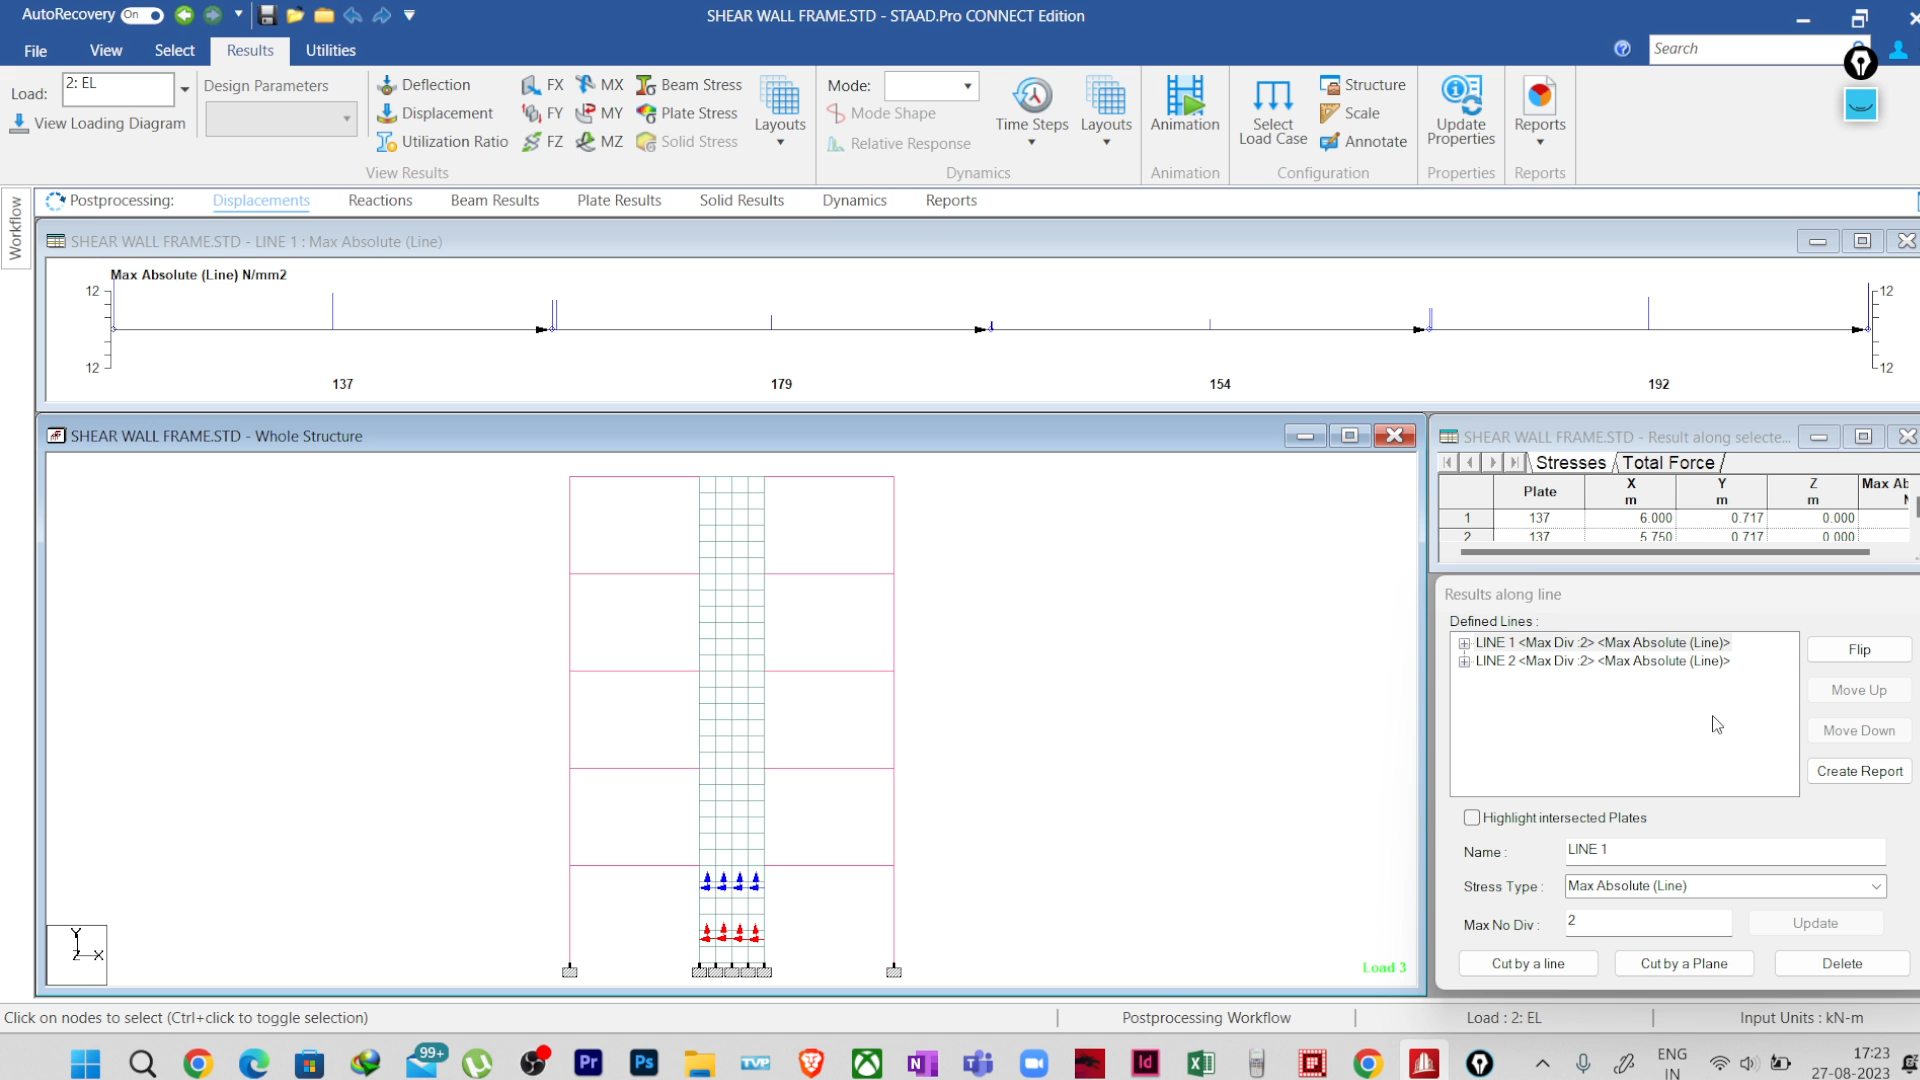 AutoRecovery On
SHEAR WALL FRAME.STD - STAAD.Pro CONNECT Edition
File View Select Results Utilities
Search
Load: 2: EL
View Loading Diagram
Design Parameters
Deflection FX MX Beam Stress
Displacement FY MY Plate Stress
Utilization Ratio FZ MZ Solid Stress
Layouts
View Results
Mode:
Mode Shape
Relative Response
Time Steps
Layouts
Dynamics
Animation
Animation
Select Load Case
Structure
Scale
Annotate
Configuration
Update Properties
Properties
Reports
Reports
Workflow
Postprocessing: Displacements Reactions Beam Results Plate Results Solid Results Dynamics Reports
SHEAR WALL FRAME.STD - LINE 1 : Max Absolute (Line)
Max Absolute (Line) N/mm2
12 12
12 12
137 179 154 192
SHEAR WALL FRAME.STD - Whole Structure
Y
Z X
Load 3
SHEAR WALL FRAME.STD - Result along selecte...
Stresses Total Force
Plate X m Y m Z m Max Ab
1 137 6.000 0.717 0.000
2 137 5.750 0.717 0.000
Results along line
Defined Lines :
LINE 1 <Max Div :2> <Max Absolute (Line)>
LINE 2 <Max Div :2> <Max Absolute (Line)>
Flip
Move Up
Move Down
Create Report
Highlight intersected Plates
Name : LINE 1
Stress Type : Max Absolute (Line)
Max No Div : 2 Update
Cut by a line Cut by a Plane Delete
Click on nodes to select (Ctrl+click to toggle selection)
Postprocessing Workflow
Load : 2: EL
Input Units : kN-m
99+
Pr
Ps
TVP
N
Id
ENG
IN
17:23
27-08-2023